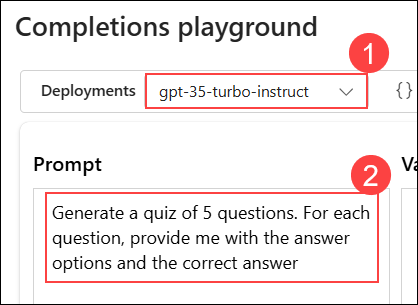 Completions playground
1
Deployments gpt-35-turbo-instruct {}
Prompt
2
Generate a quiz of 5 questions. For each
question, provide me with the answer
options and the correct answer